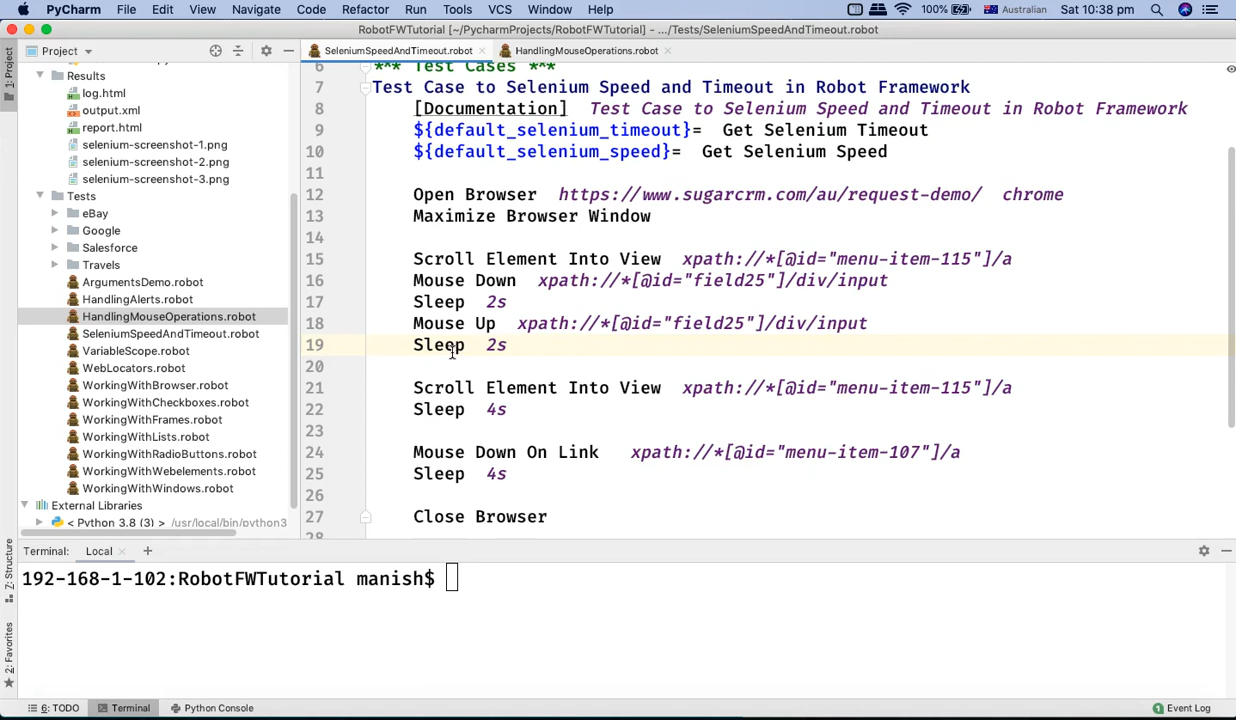 PyCharm File Edit View Navigate Code Refactor Run Tools VCS Window Help 100% Australian Sat 10:38 pm
RobotFWTutorial [~/PycharmProjects/RobotFWTutorial] - .../Tests/SeleniumSpeedAndTimeout.robot
Project
SeleniumSpeedAndTimeout.robot
HandlingMouseOperations.robot
1: Project
Results
log.html
output.xml
report.html
selenium-screenshot-1.png
selenium-screenshot-2.png
selenium-screenshot-3.png
Tests
eBay
Google
Salesforce
Travels
ArgumentsDemo.robot
HandlingAlerts.robot
HandlingMouseOperations.robot
SeleniumSpeedAndTimeout.robot
VariableScope.robot
WebLocators.robot
WorkingWithBrowser.robot
WorkingWithCheckboxes.robot
WorkingWithFrames.robot
WorkingWithLists.robot
WorkingWithRadioButtons.robot
WorkingWithWebelements.robot
WorkingWithWindows.robot
External Libraries
< Python 3.8 (3) > /usr/local/bin/python3
6 *** Test Cases ***
7 Test Case to Selenium Speed and Timeout in Robot Framework
8 [Documentation] Test Case to Selenium Speed and Timeout in Robot Framework
9 ${default_selenium_timeout}= Get Selenium Timeout
10 ${default_selenium_speed}= Get Selenium Speed
11
12 Open Browser https://www.sugarcrm.com/au/request-demo/ chrome
13 Maximize Browser Window
14
15 Scroll Element Into View xpath://*[@id="menu-item-115"]/a
16 Mouse Down xpath://*[@id="field25"]/div/input
17 Sleep 2s
18 Mouse Up xpath://*[@id="field25"]/div/input
19 Sleep 2s
20
21 Scroll Element Into View xpath://*[@id="menu-item-115"]/a
22 Sleep 4s
23
24 Mouse Down On Link xpath://*[@id="menu-item-107"]/a
25 Sleep 4s
26
27 Close Browser
28
Z: Structure
2: Favorites
Terminal: Local +
192-168-1-102:RobotFWTutorial manish$
6: TODO
Terminal
Python Console
1 Event Log